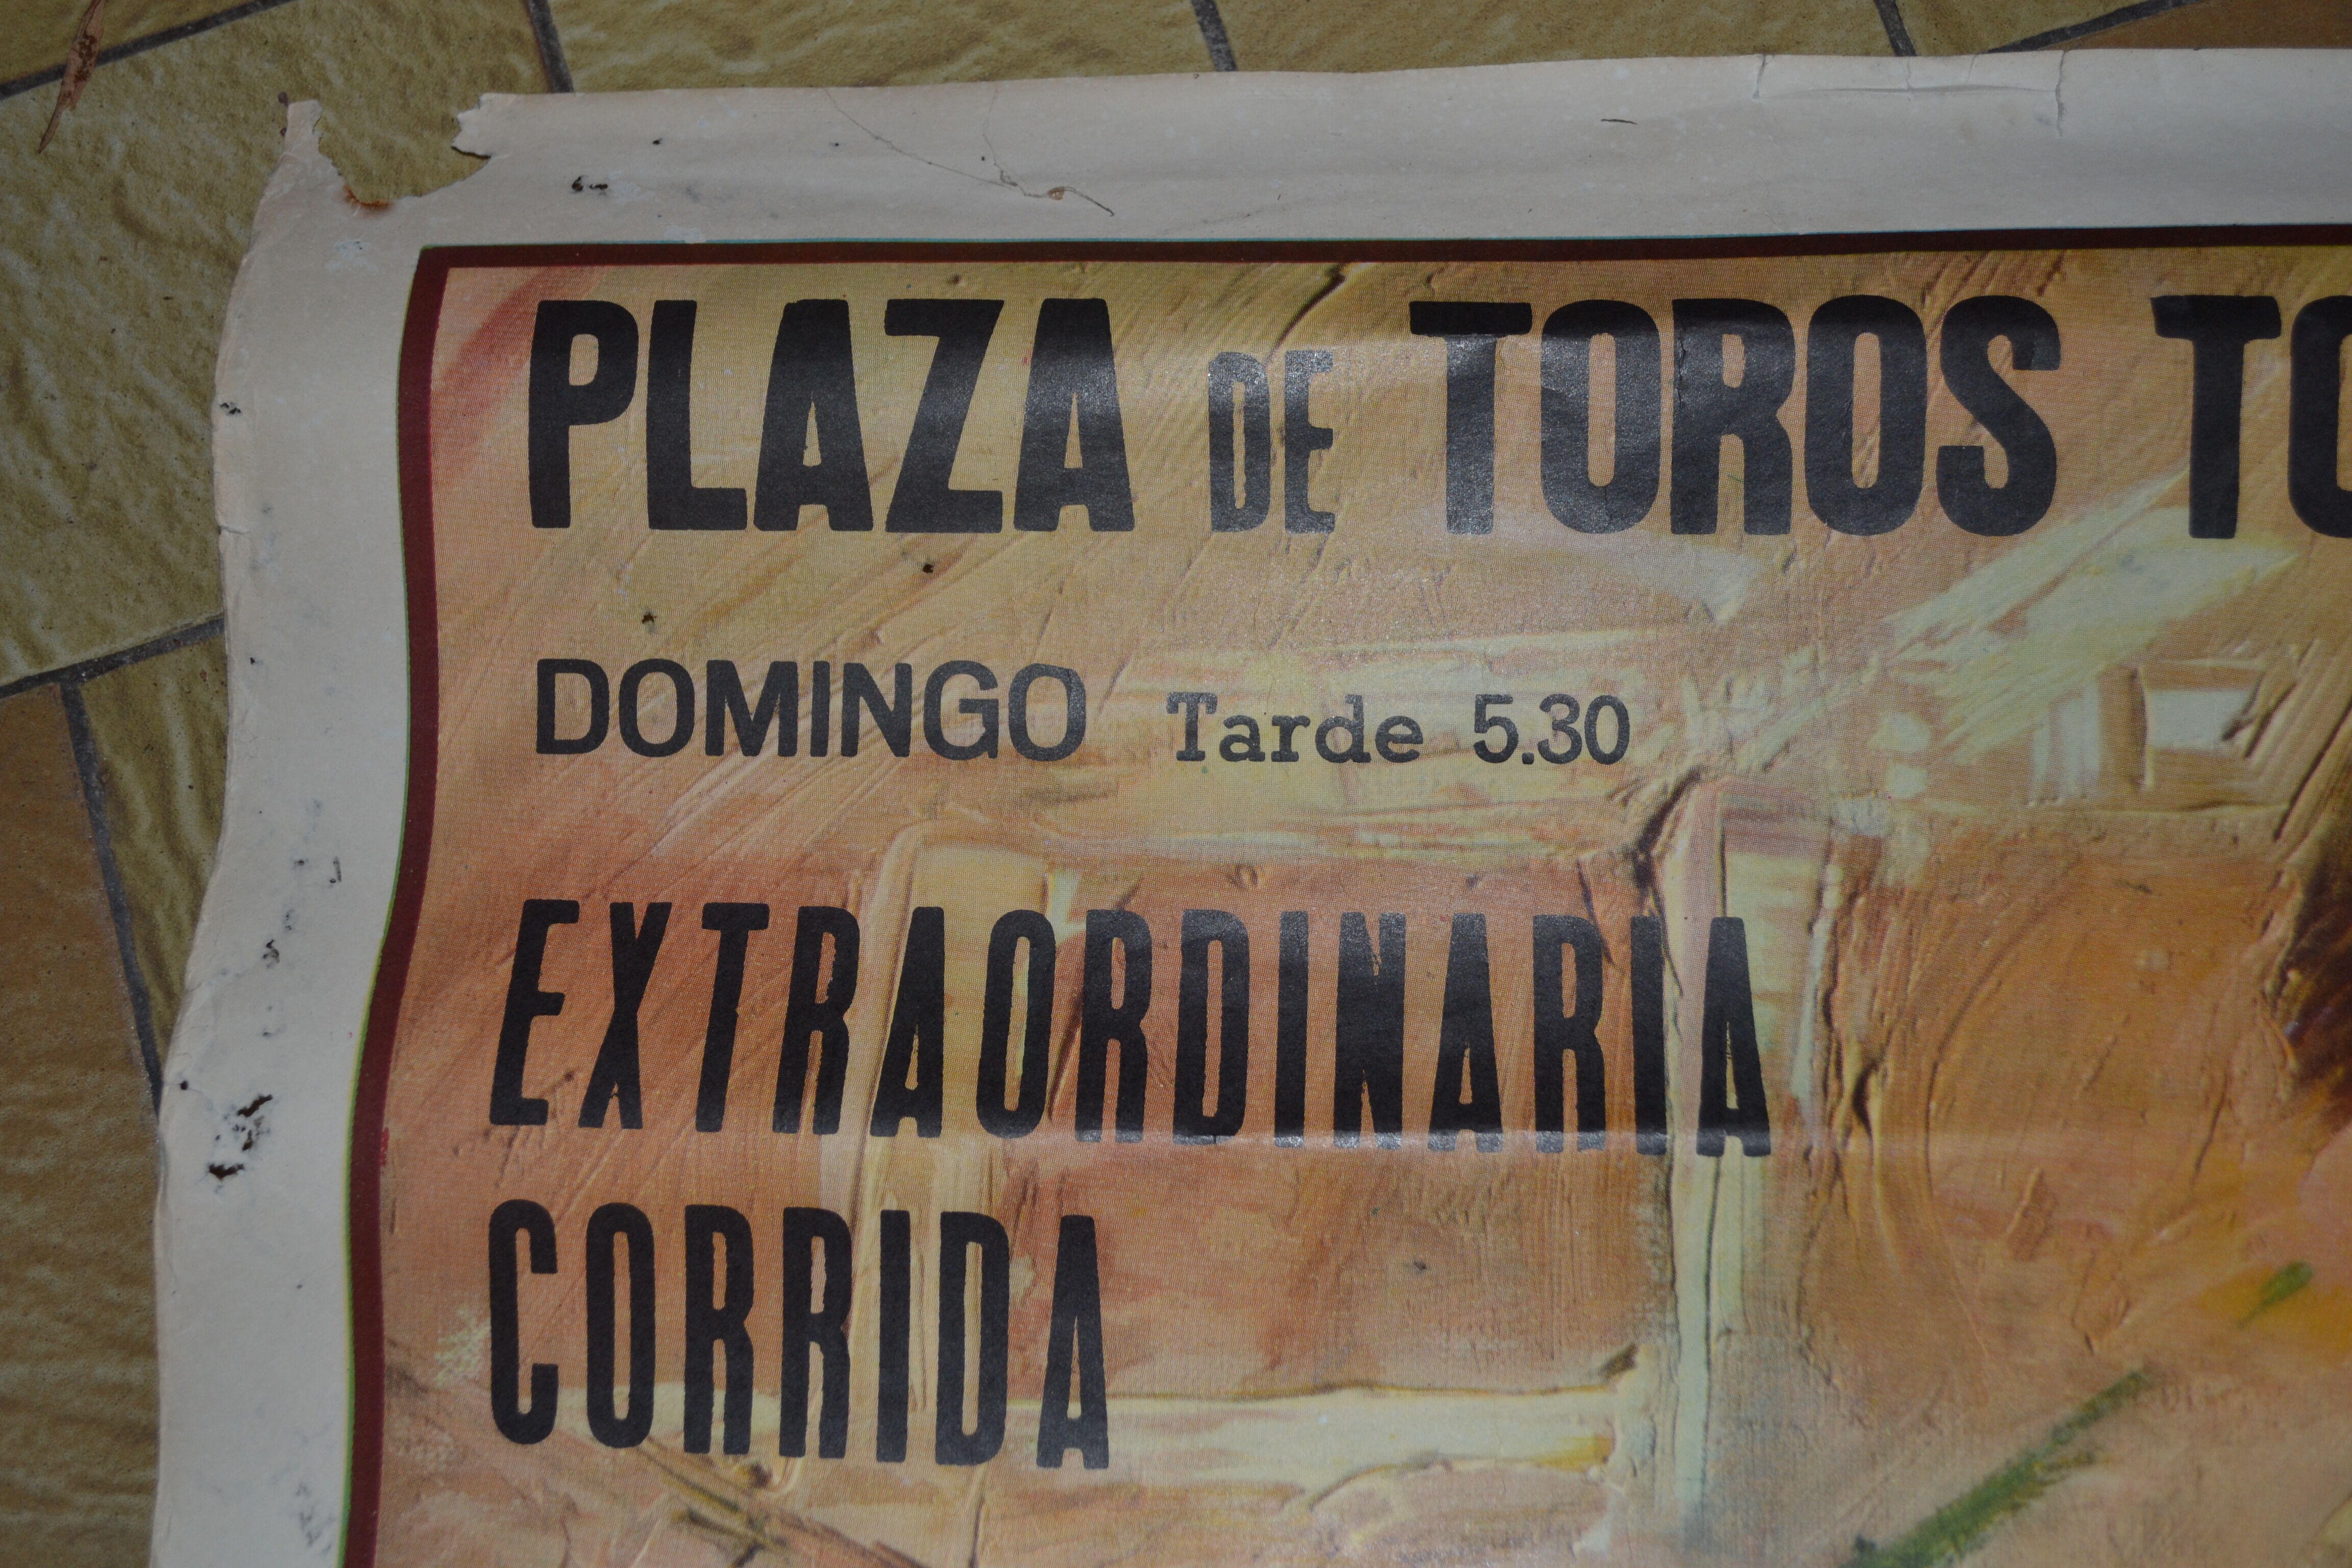 PLAZA DE TOROS
DOMINGO Tarde 5.30
EXTRAORDINARIA
CORRIDA